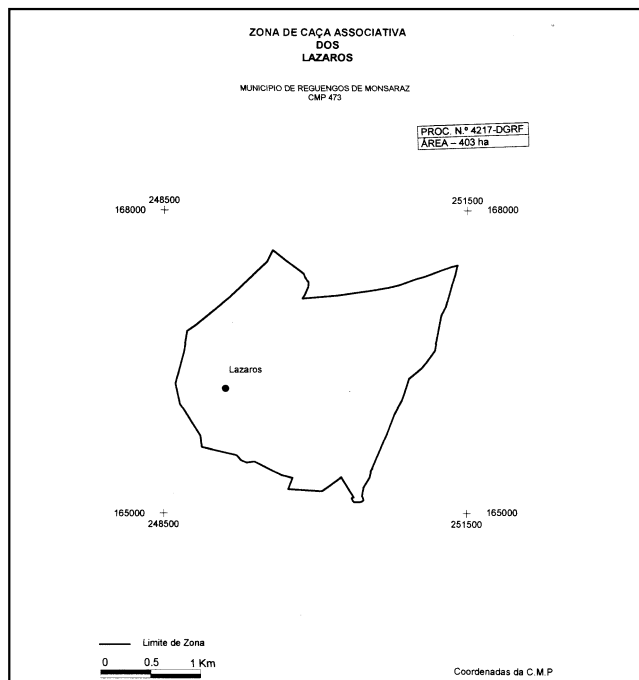 ZONA DE CAÇA ASSOCIATIVA
DOS
LAZAROS
MUNICIPIO DE REGUENGOS DE MONSARAZ
CMP 473
PROC. N.º 4217-DGRF
ÁREA – 403 ha
248500
168000
251500
168000
Lazaros
165000
248500
165000
251500
Limite de Zona
0 0.5 1 Km
Coordenadas da C.M.P